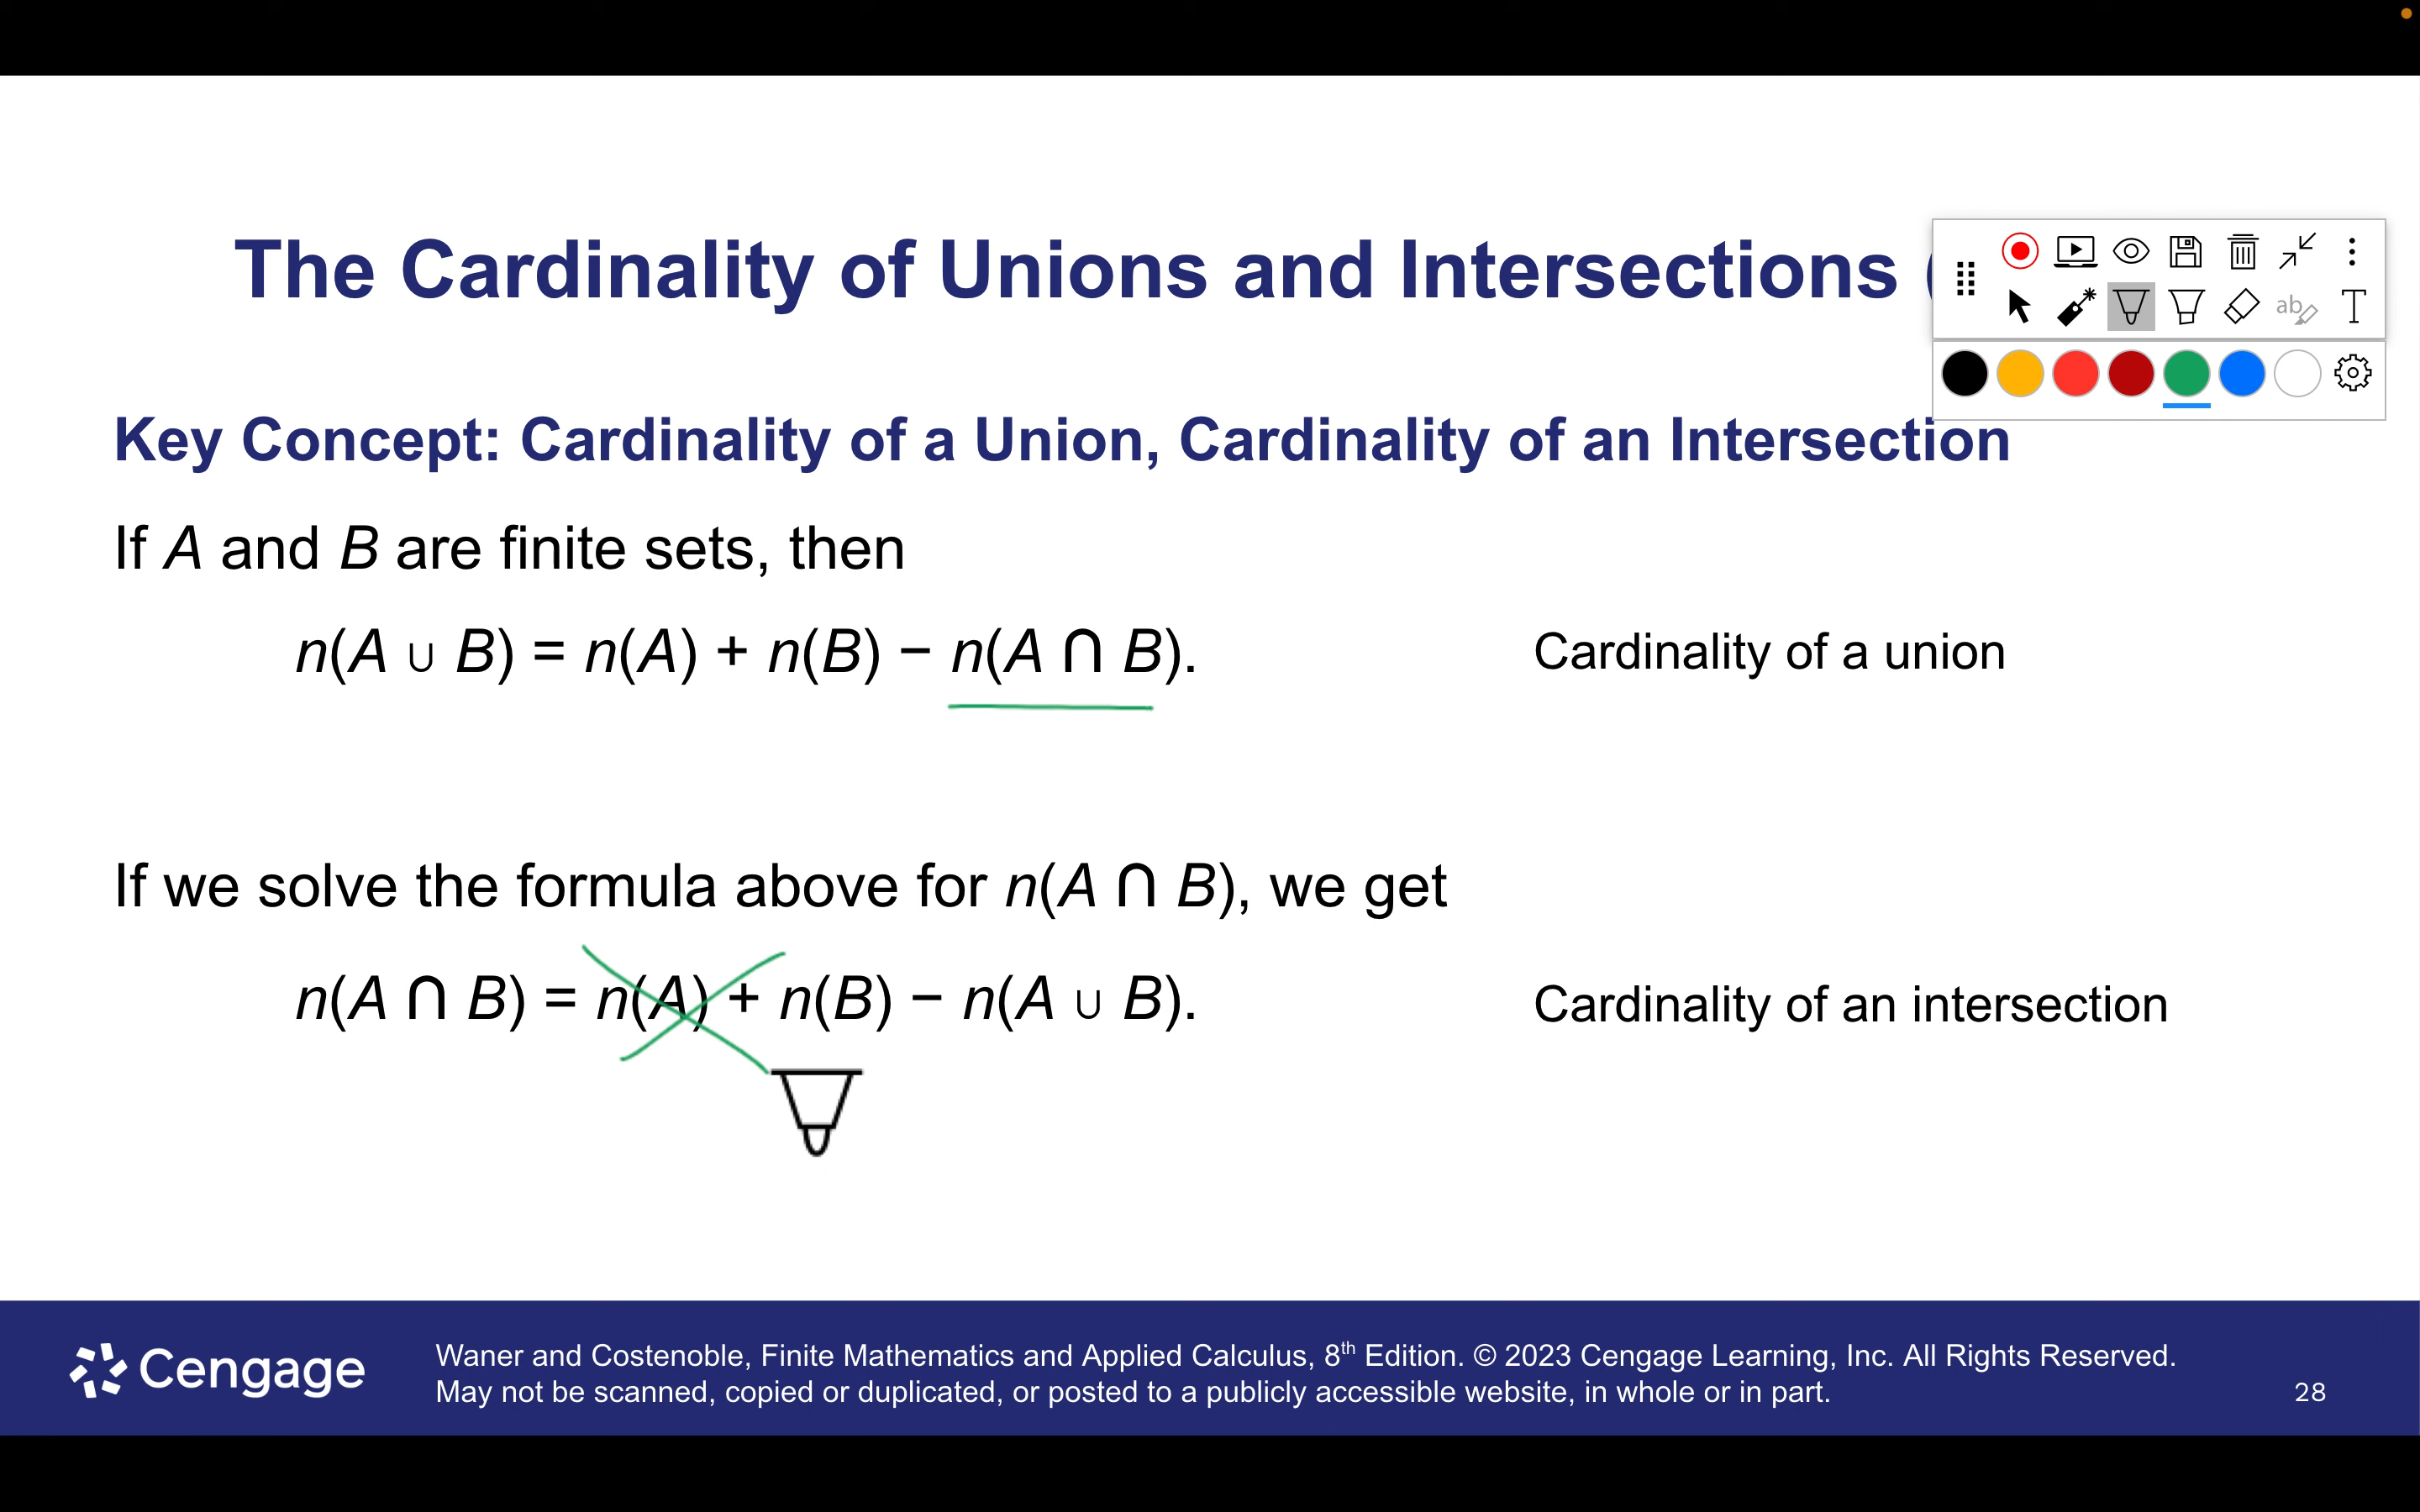 The Cardinality of Unions and Intersections
Key Concept: Cardinality of a Union, Cardinality of an Intersection
If A and B are finite sets, then
n(A ∪ B) = n(A) + n(B) − n(A ∩ B). Cardinality of a union
If we solve the formula above for n(A ∩ B), we get
n(A ∩ B) = n(A) + n(B) − n(A ∪ B). Cardinality of an intersection
Cengage
Waner and Costenoble, Finite Mathematics and Applied Calculus, 8th Edition. © 2023 Cengage Learning, Inc. All Rights Reserved.
May not be scanned, copied or duplicated, or posted to a publicly accessible website, in whole or in part.
28
ab
T